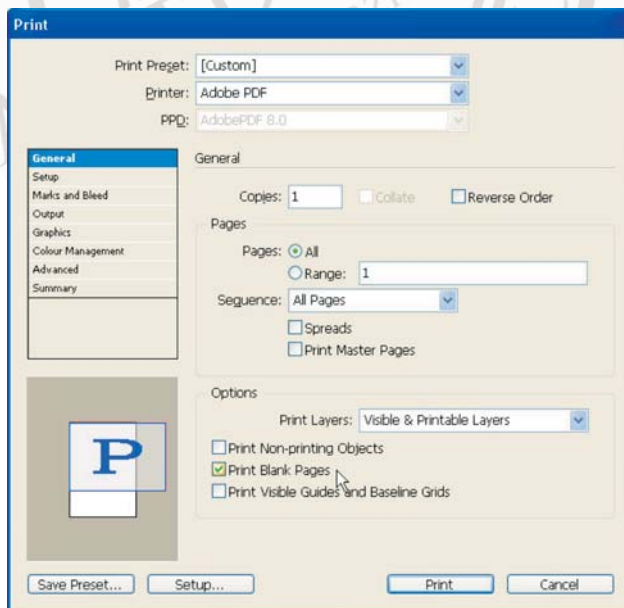 Print
Print Preset: [Custom]
Printer: Adobe PDF
PPD: AdobePDF 8.0
General
Setup
Marks and Bleed
Output
Graphics
Colour Management
Advanced
Summary
General
Copies: 1 Collate Reverse Order
Pages
Pages: All
Range: 1
Sequence: All Pages
Spreads
Print Master Pages
Options
Print Layers: Visible & Printable Layers
Print Non-printing Objects
Print Blank Pages
Print Visible Guides and Baseline Grids
P
Save Preset... Setup... Print Cancel